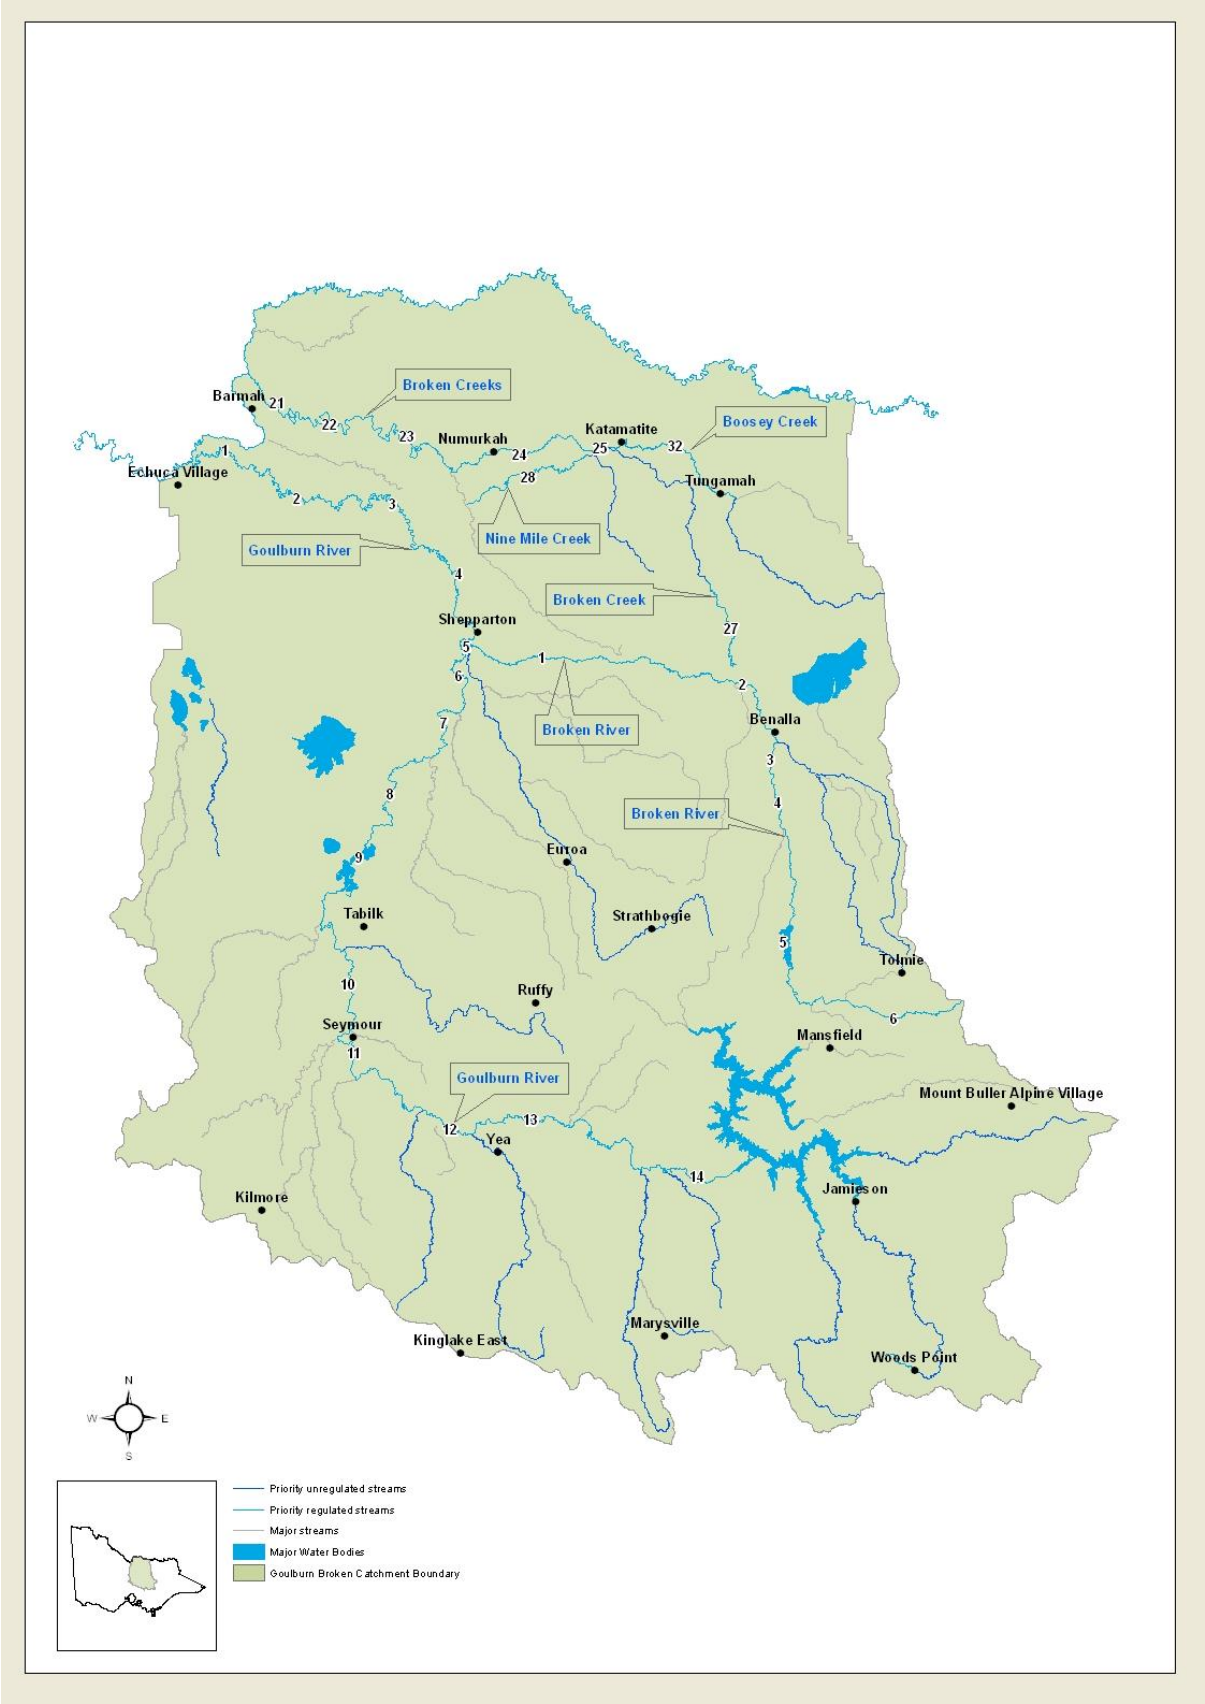 Barmah
21
Broken Creeks
22
23
Numurkah
24
Katamatite
25
32
Boosey Creek
1
Echuca Village
2
3
28
Tungamah
Goulburn River
Nine Mile Creek
4
Broken Creek
Shepparton
27
5
1
6
2
7
Broken River
Benalla
3
8
4
Broken River
9
Euroa
Tabilk
Strathbogie
5
Tolmie
10
Ruffy
6
Seymour
Mansfield
11
Goulburn River
Mount Buller Alpine Village
12
13
Yea
14
Jamieson
Kilmore
Marysville
Kinglake East
Woods Point
N
W
E
S
Priority unregulated streams
Priority regulated streams
Major streams
Major Water Bodies
Goulburn Broken Catchment Boundary